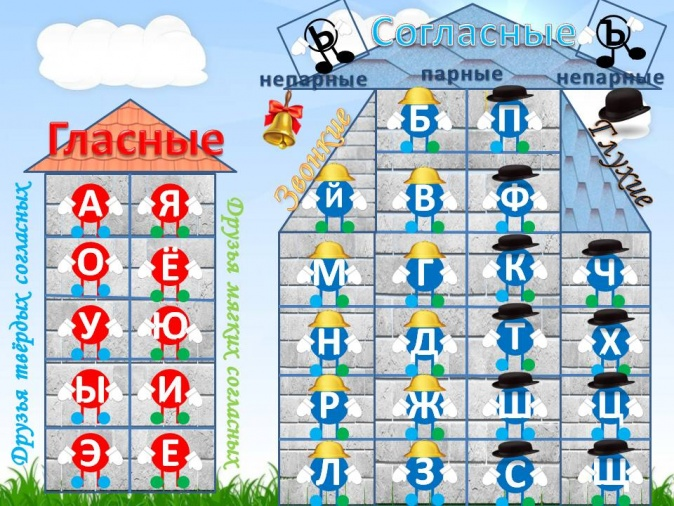 Ь Согласные Ъ
непарные парные непарные
Звонкие
Глухие
Гласные
Друзья твёрдых согласных
Друзья мягких согласных
А Я
О Ё
У Ю
Ы И
Э Е
Б П
Й В Ф
М Г К Ч
Н Д Т Х
Р Ж Ш Ц
Л З С Щ